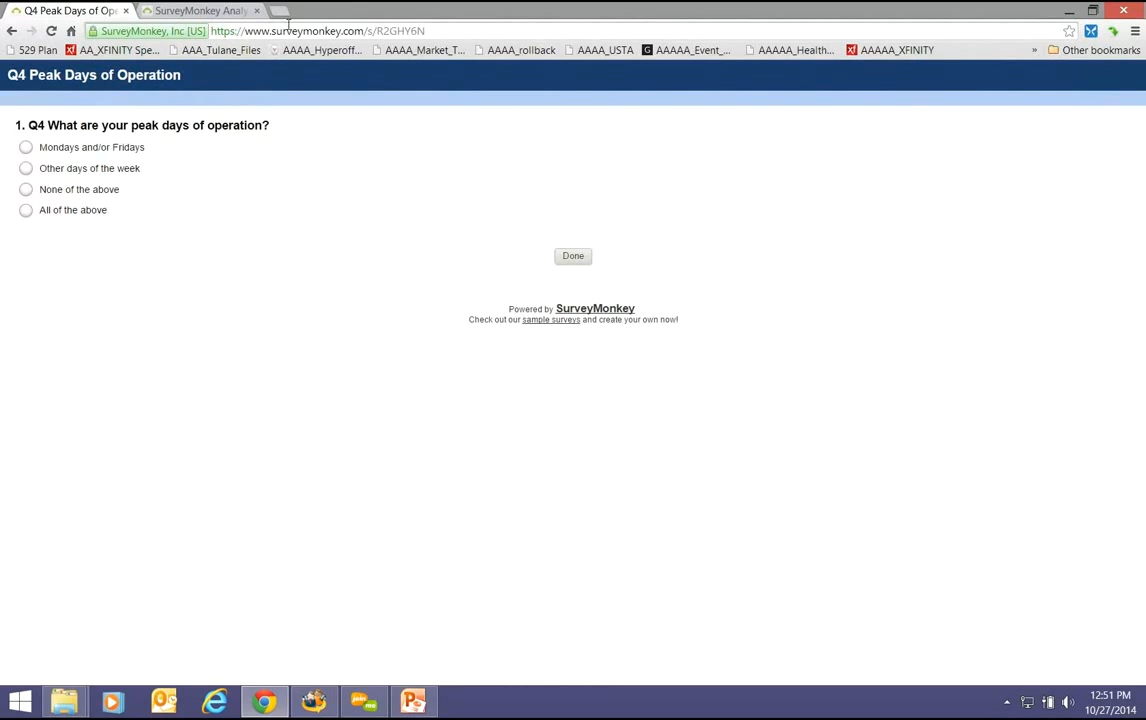 Q4 Peak Days of Ope
SurveyMonkey Analy
SurveyMonkey, Inc [US] https://www.surveymonkey.com/s/R2GHY6N
529 Plan AA_XFINITY Spe... AAA_Tulane_Files AAAA_Hyperoff... AAAA_Market_T... AAAA_rollback AAAA_USTA AAAAA_Event_... AAAAA_Health... AAAAA_XFINITY » Other bookmarks
Q4 Peak Days of Operation
1. Q4 What are your peak days of operation?
Mondays and/or Fridays
Other days of the week
None of the above
All of the above
Done
Powered by SurveyMonkey
Check out our sample surveys and create your own now!
12:51 PM
10/27/2014